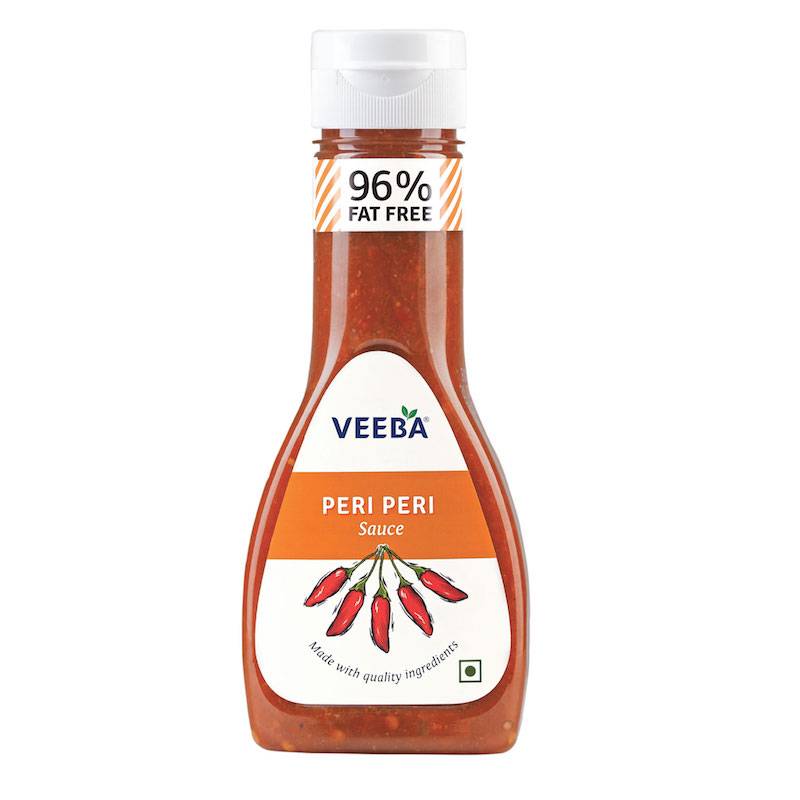 96%
FAT FREE
VEEBA®
PERI PERI
Sauce
Made with quality ingredients